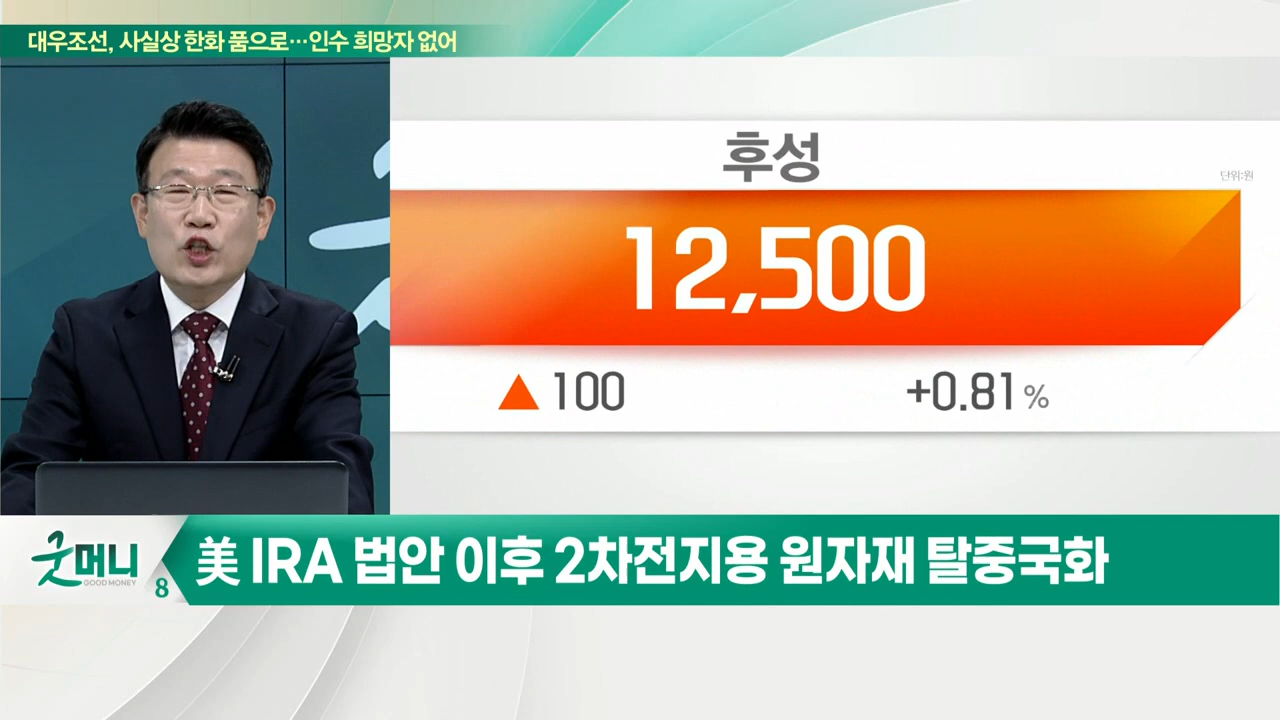 대우조선, 사실상 한화 품으로…인수 희망자 없어
후성
단위:원
12,500
▲ 100
+0.81 %
굿머니
GOOD MONEY
8
美 IRA 법안 이후 2차전지용 원자재 탈중국화